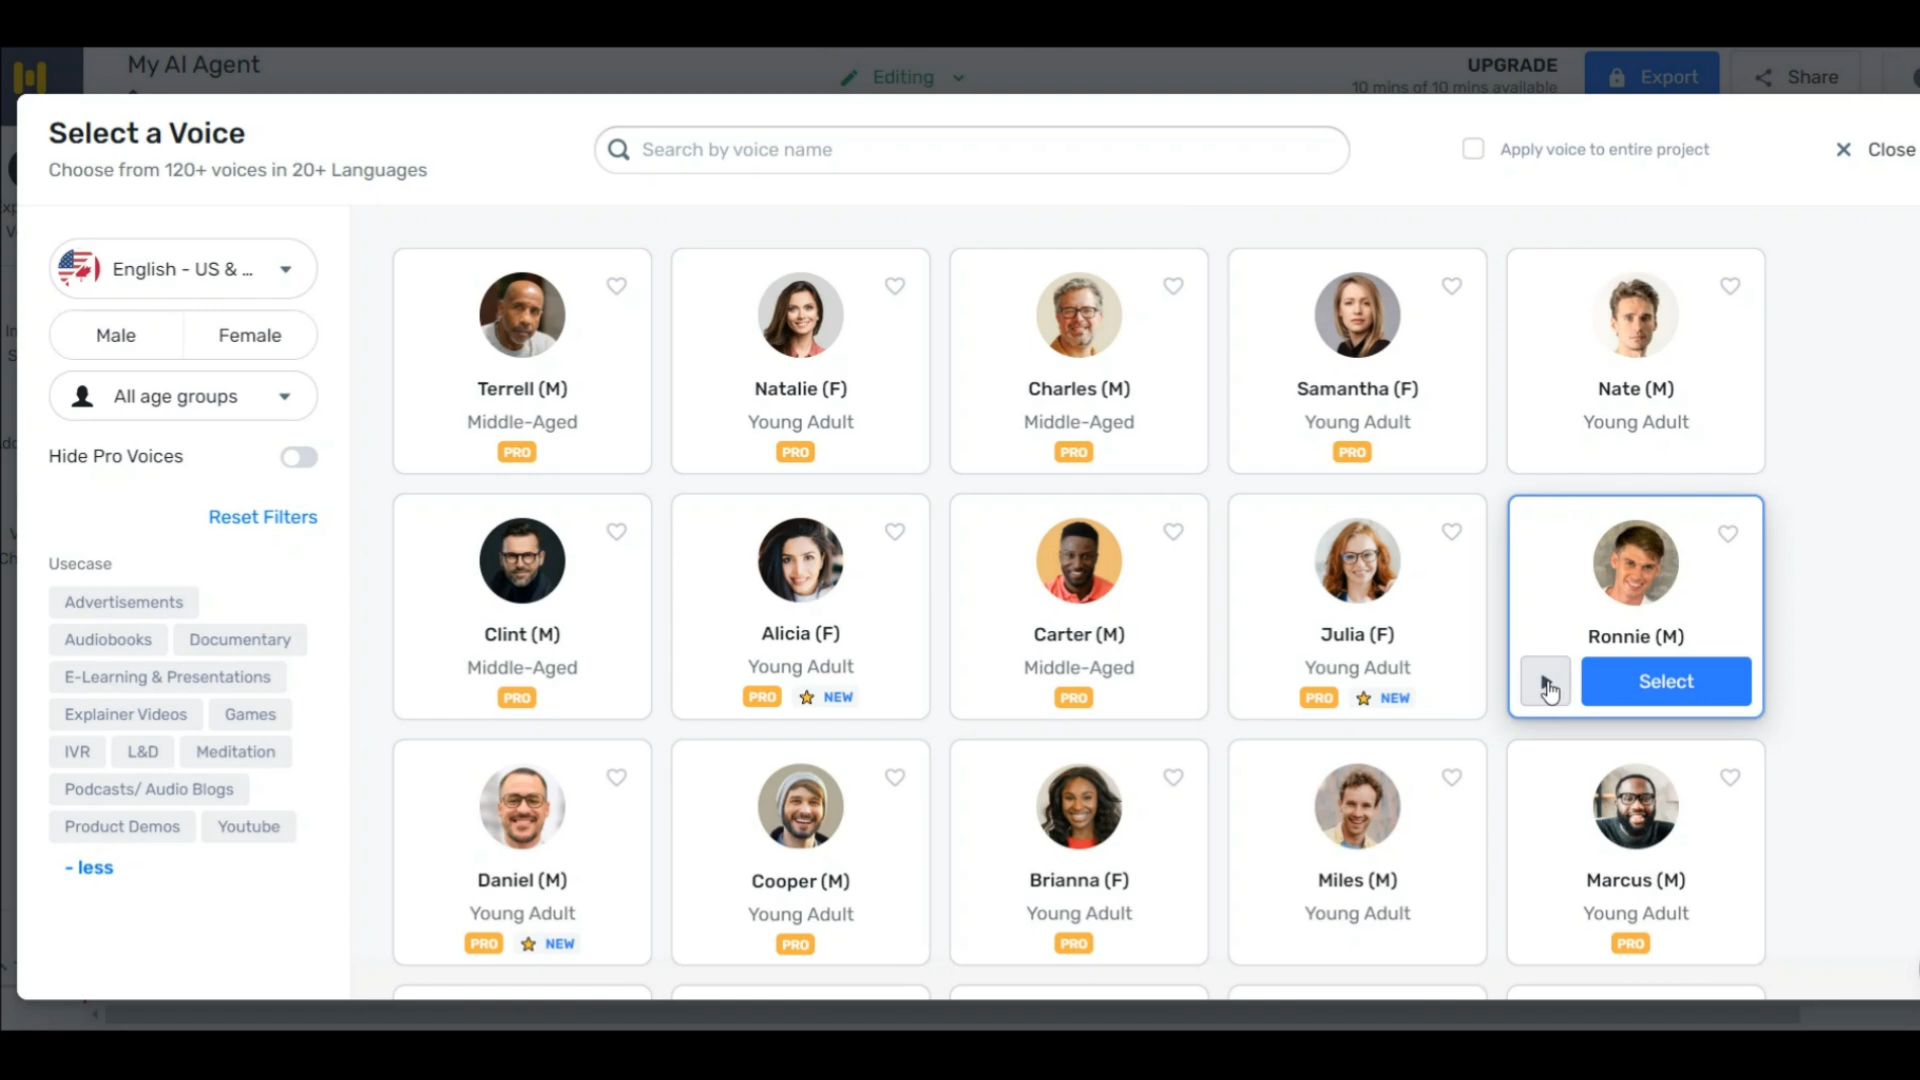 My AI Agent
Editing
UPGRADE
10 mins of 10 mins available
Export
Share
Select a Voice
Choose from 120+ voices in 20+ Languages
Search by voice name
Apply voice to entire project
Close
English - US & ...
Male
Female
All age groups
Hide Pro Voices
Reset Filters
Usecase
Advertisements
Audiobooks
Documentary
E-Learning & Presentations
Explainer Videos
Games
IVR
L&D
Meditation
Podcasts/ Audio Blogs
Product Demos
Youtube
- less
Terrell (M)
Middle-Aged
PRO
Natalie (F)
Young Adult
PRO
Charles (M)
Middle-Aged
PRO
Samantha (F)
Young Adult
PRO
Nate (M)
Young Adult
Clint (M)
Middle-Aged
PRO
Alicia (F)
Young Adult
PRO NEW
Carter (M)
Middle-Aged
PRO
Julia (F)
Young Adult
PRO NEW
Ronnie (M)
Select
Daniel (M)
Young Adult
PRO NEW
Cooper (M)
Young Adult
PRO
Brianna (F)
Young Adult
PRO
Miles (M)
Young Adult
Marcus (M)
Young Adult
PRO